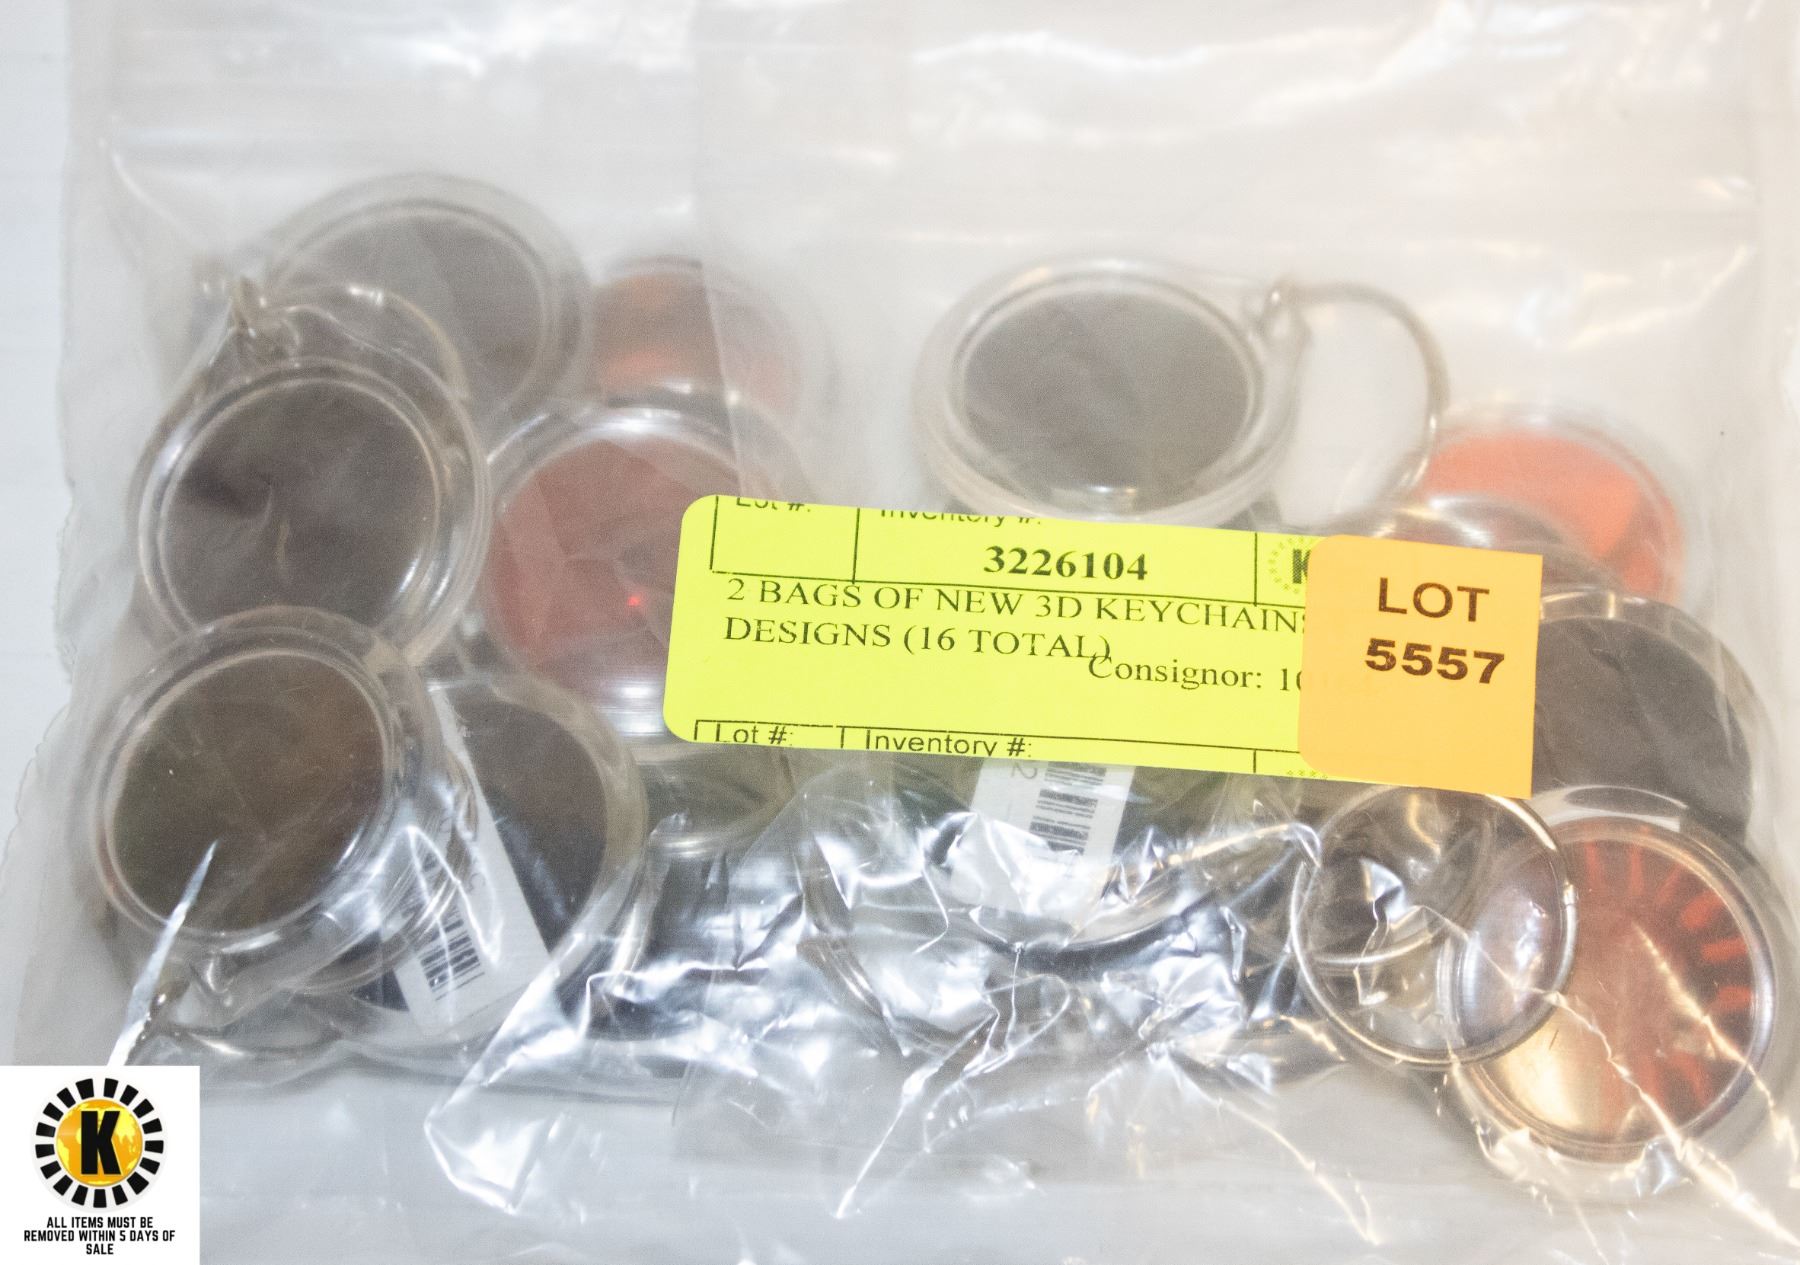 Lot #: Inventory #:
3226104
K
2 BAGS OF NEW 3D KEYCHAINS
DESIGNS (16 TOTAL)
Consignor: 10
Lot #: Inventory #:
LOT
5557
K
ALL ITEMS MUST BE
REMOVED WITHIN 5 DAYS OF
SALE